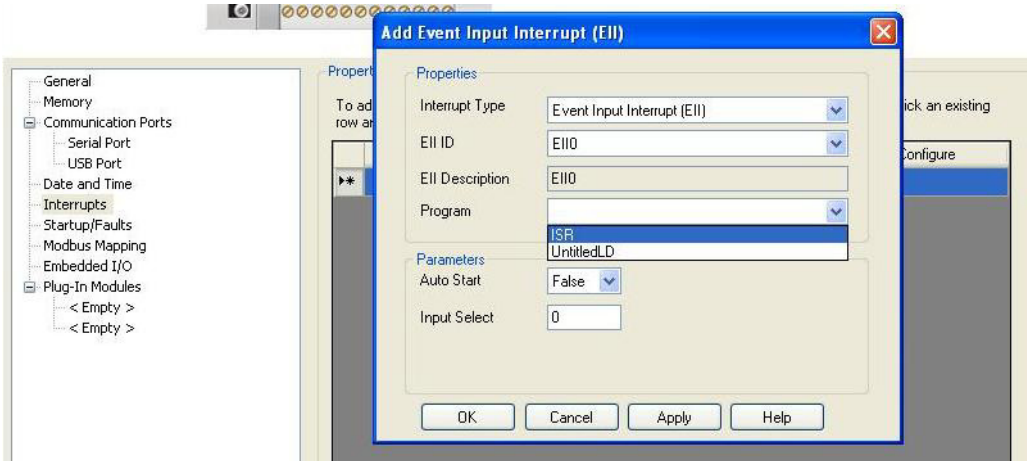 Add Event Input Interrupt (EII)
General
Memory
Communication Ports
Serial Port
USB Port
Date and Time
Interrupts
Startup/Faults
Modbus Mapping
Embedded I/O
Plug-In Modules
< Empty >
< Empty >
Propert
To ad
row a
ick an existing
Configure
Properties
Interrupt Type Event Input Interrupt (EII)
EII ID EII0
EII Description EII0
Program
ISR
UntitledLD
Parameters
Auto Start False
Input Select 0
OK Cancel Apply Help